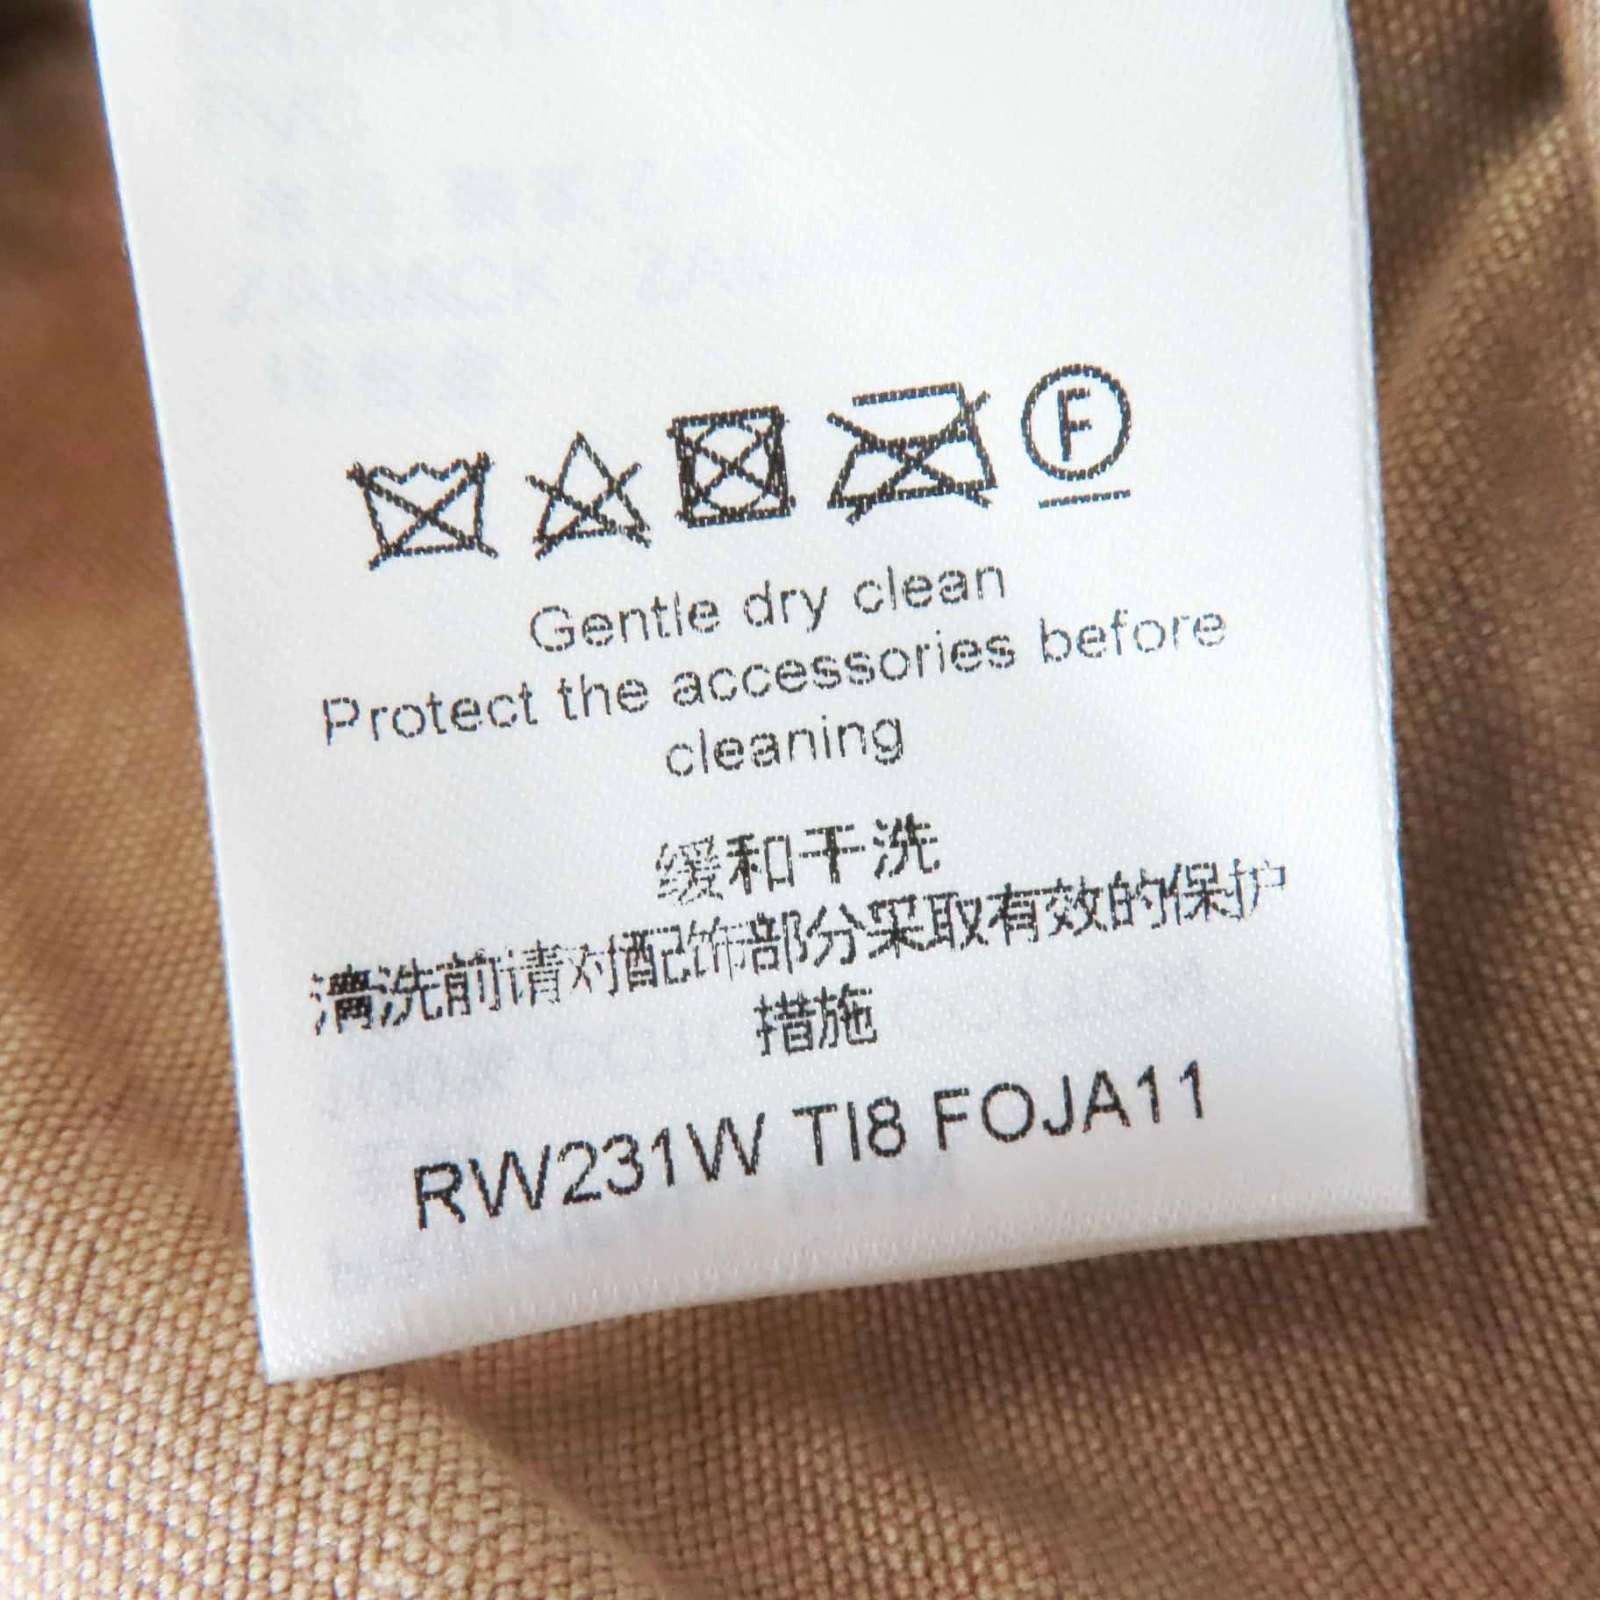 F
Gentle dry clean
Protect the accessories before
cleaning
缓和干洗
清洗前请对配饰部分采取有效的保护
措施
RW231W TI8 FOJA11